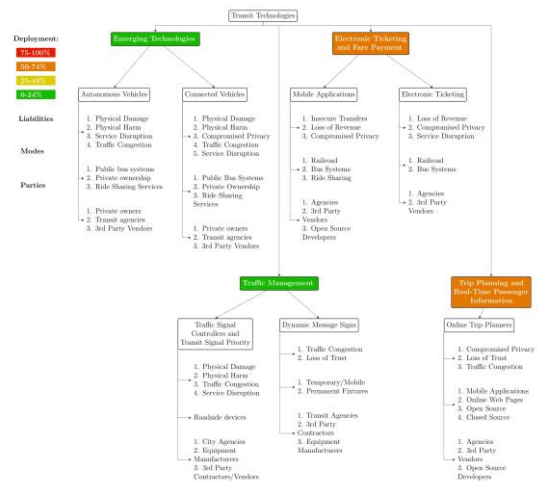 Transit Technologies
Deployment:
75-100%
50-74%
25-49%
0-24%
Liabilities
Modes
Parties
Emerging Technologies
Autonomous Vehicles
1. Physical Damage
2. Physical Harm
3. Service Disruption
4. Traffic Congestion
1. Public bus systems
2. Private ownership
3. Ride Sharing Services
1. Private owners
2. Transit agencies
3. 3rd Party Vendors
Connected Vehicles
1. Physical Damage
2. Physical Harm
3. Compromised Privacy
4. Traffic Congestion
5. Service Disruption
1. Public Bus Systems
2. Private Ownership
3. Ride Sharing
Services
1. Private owners
2. Transit agencies
3. 3rd Party Vendors
Electronic Ticketing
and Fare Payment
Mobile Applications
1. Insecure Transfers
2. Loss of Revenue
3. Compromised Privacy
1. Railroad
2. Bus Systems
3. Ride Sharing
1. Agencies
2. 3rd Party
Vendors
3. Open Source
Developers
Electronic Ticketing
1. Loss of Revenue
2. Compromised Privacy
3. Service Disruption
1. Railroad
2. Bus Systems
1. Agencies
2. 3rd Party
Vendors
Traffic Management
Traffic Signal
Controllers and
Transit Signal Priority
1. Physical Damage
2. Physical Harm
3. Traffic Congestion
4. Service Disruption
Roadside devices
1. City Agencies
2. Equipment
Manufacturers
3. 3rd Party
Contractors/Vendors
Dynamic Message Signs
1. Traffic Congestion
2. Loss of Trust
1. Temporary/Mobile
2. Permanent Fixtures
1. Transit Agencies
2. 3rd Party
Contractors
3. Equipment
Manufacturers
Trip Planning and
Real-Time Passenger
Information
Online Trip Planners
1. Compromised Privacy
2. Loss of Trust
3. Traffic Congestion
1. Mobile Applications
2. Online Web Pages
3. Open Source
4. Closed Source
1. Agencies
2. 3rd Party
Vendors
3. Open Source
Developers